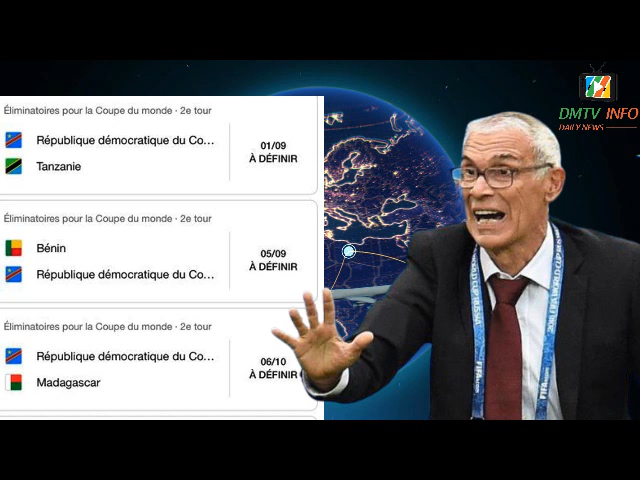 DMTV INFO
DAILY NEWS
Éliminatoires pour la Coupe du monde · 2e tour
République démocratique du Co...
Tanzanie
01/09
À DÉFINIR
Éliminatoires pour la Coupe du monde · 2e tour
Bénin
République démocratique du Co...
05/09
À DÉFINIR
Éliminatoires pour la Coupe du monde · 2e tour
République démocratique du Co...
Madagascar
06/10
À DÉFINIR